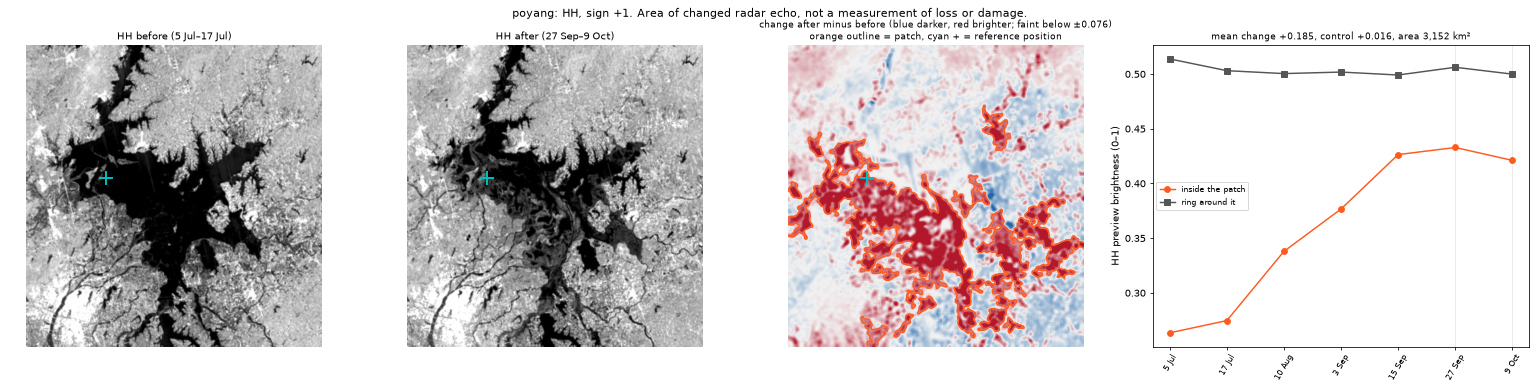 poyang: HH, sign +1. Area of changed radar echo, not a measurement of loss or damage.
HH before (5 Jul–17 Jul)
HH after (27 Sep–9 Oct)
change after minus before (blue darker, red brighter; faint below ±0.076)
orange outline = patch, cyan + = reference position
mean change +0.185, control +0.016, area 3,152 km²
HH preview brightness (0–1)
0.50
0.45
0.40
0.35
0.30
inside the patch
ring around it
5 Jul
17 Jul
10 Aug
3 Sep
15 Sep
27 Sep
9 Oct